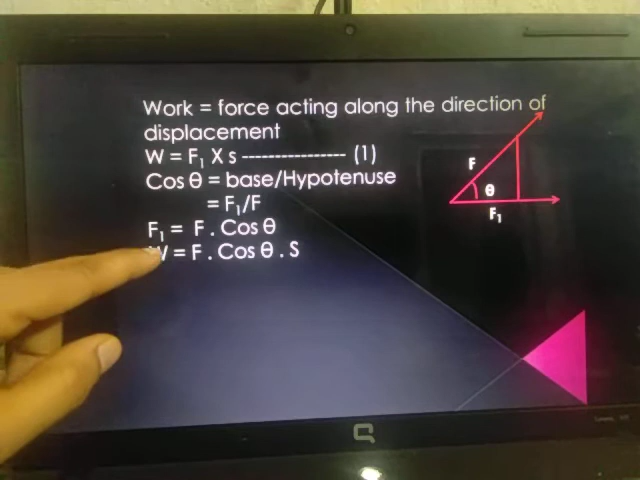 Work = force acting along the direction of
displacement
W = F₁ X s ---------------- (1)
Cos θ = base/Hypotenuse
= F₁/F
F₁ = F . Cos θ
W = F . Cos θ . S
F
θ
F₁